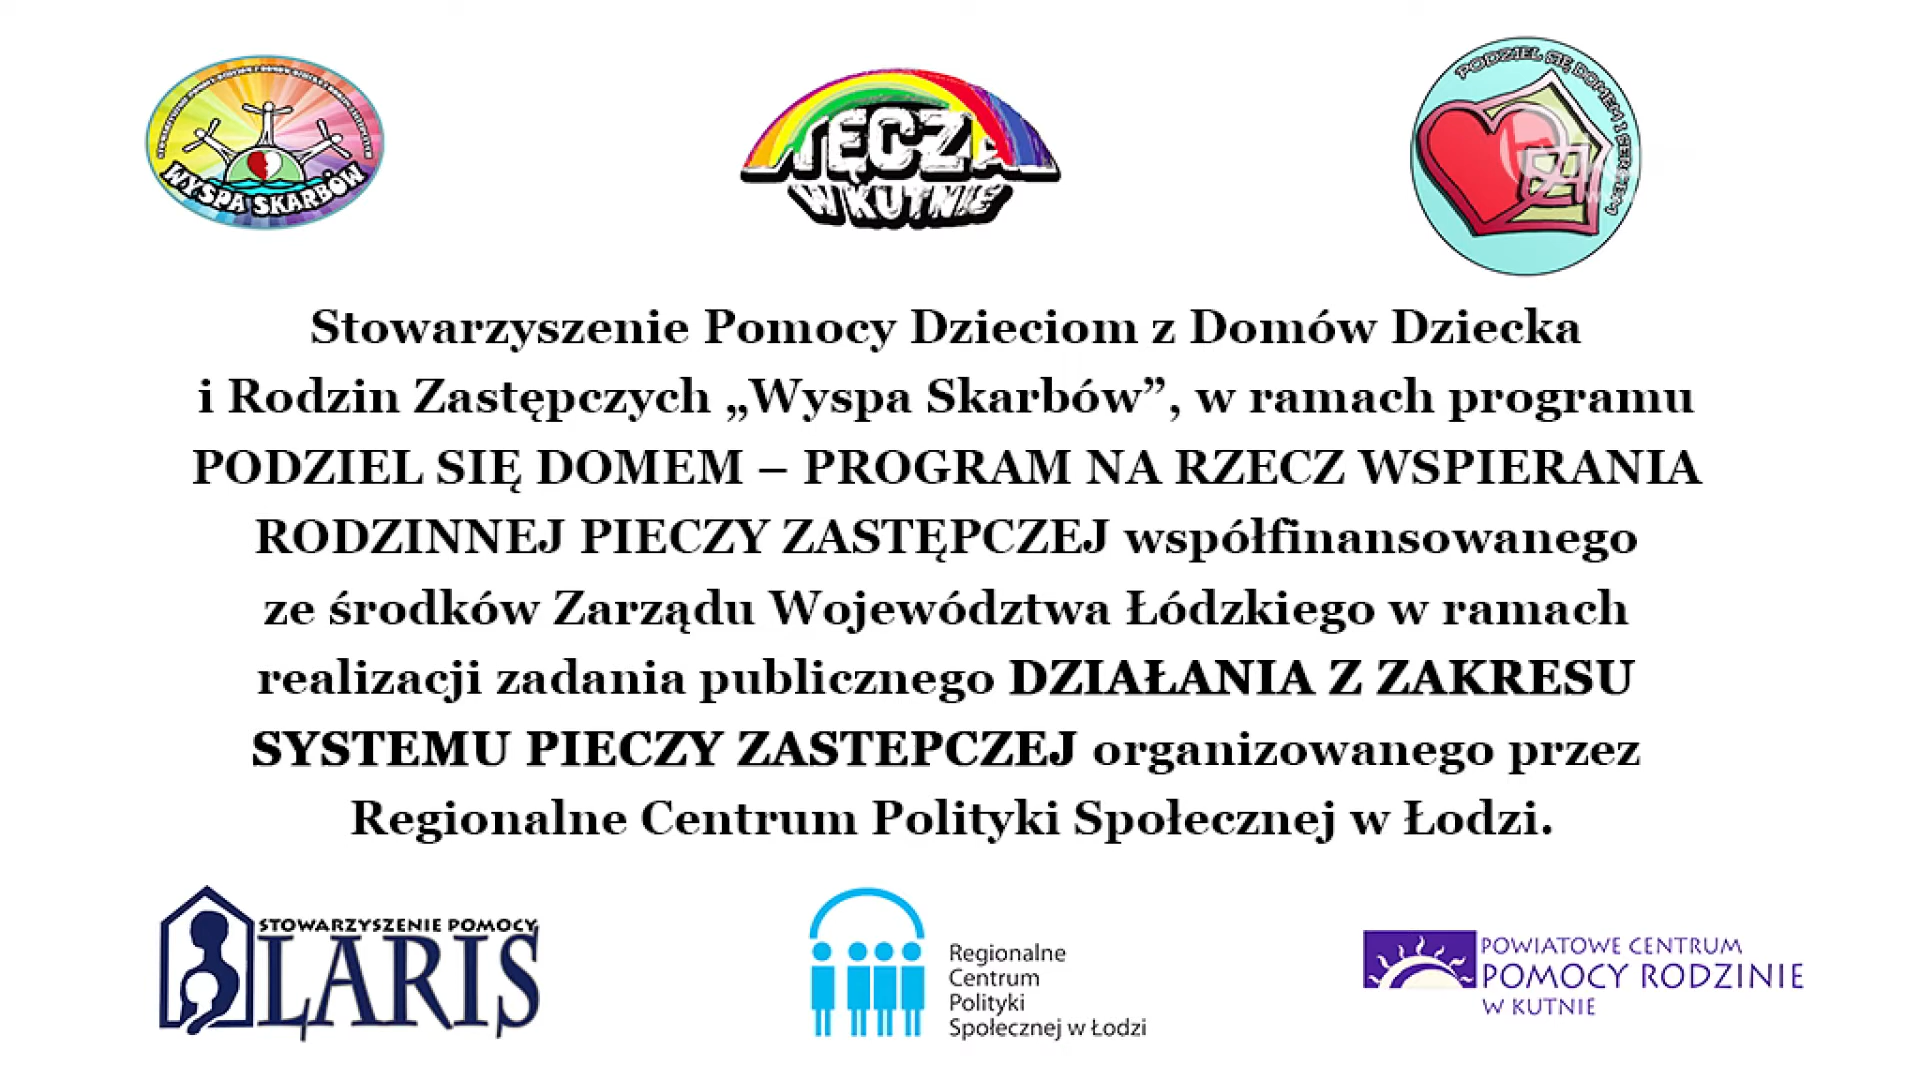 WYSPA SKARBÓW
TĘCZA
W KUTNIE
PODZIEL SIĘ DOMEM I SERCEM
Stowarzyszenie Pomocy Dzieciom z Domów Dziecka
i Rodzin Zastępczych „Wyspa Skarbów”, w ramach programu
PODZIEL SIĘ DOMEM – PROGRAM NA RZECZ WSPIERANIA
RODZINNEJ PIECZY ZASTĘPCZEJ współfinansowanego
ze środków Zarządu Województwa Łódzkiego w ramach
realizacji zadania publicznego DZIAŁANIA Z ZAKRESU
SYSTEMU PIECZY ZASTEPCZEJ organizowanego przez
Regionalne Centrum Polityki Społecznej w Łodzi.
STOWARZYSZENIE POMOCY
LARIS
Regionalne
Centrum
Polityki
Społecznej w Łodzi
POWIATOWE CENTRUM
POMOCY RODZINIE
W KUTNIE